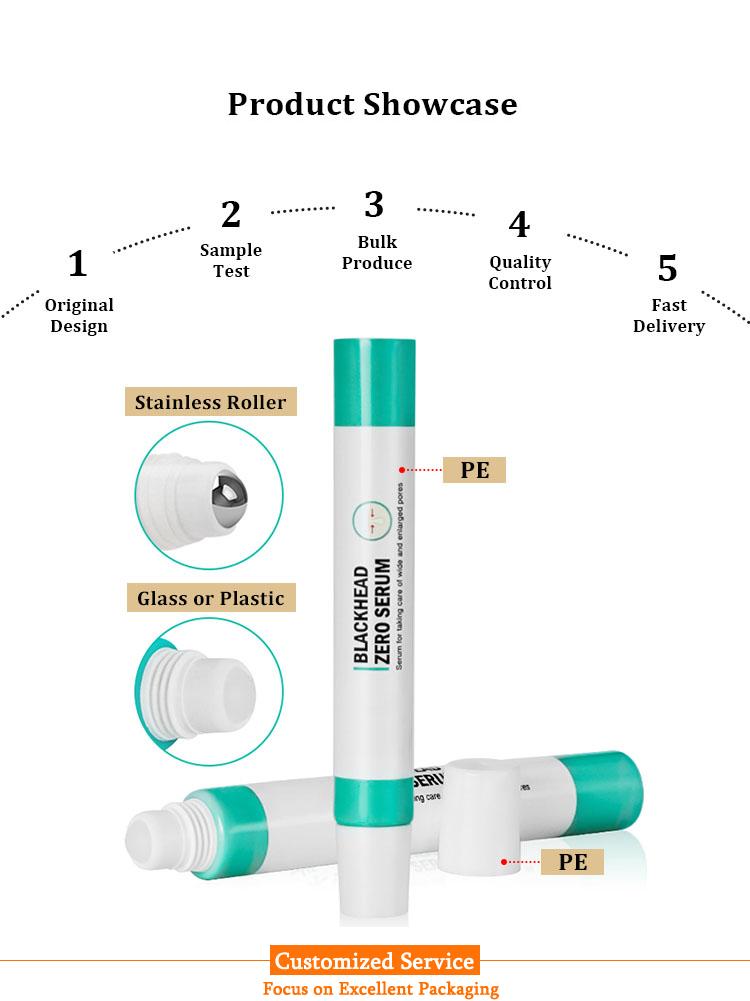 Product Showcase
1
Original
Design
2
Sample
Test
3
Bulk
Produce
4
Quality
Control
5
Fast
Delivery
Stainless Roller
PE
Glass or Plastic
BLACKHEAD
ZERO SERUM
Serum for taking care of wide and enlarged pores
PE
Customized Service
Focus on Excellent Packaging